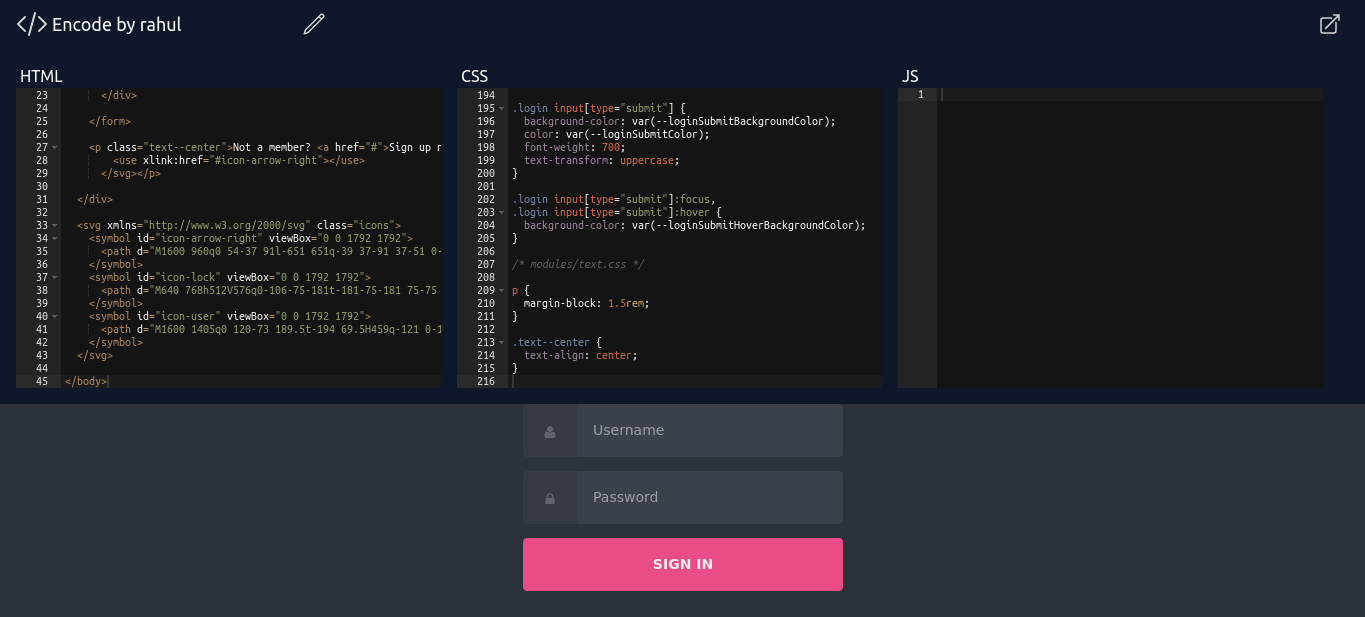 </> Encode by rahul
HTML
23 </div>
24
25 </form>
26
27 <p class="text--center">Not a member? <a href="#">Sign up
28 <use xlink:href="#icon-arrow-right"></use>
29 </svg></p>
30
31 </div>
32
33 <svg xmlns="http://www.w3.org/2000/svg" class="icons">
34 <symbol id="icon-arrow-right" viewBox="0 0 1792 1792">
35 <path d="M1600 960q0 54-37 91l-651 651q-39 37-91 37-51 0-
36 </symbol>
37 <symbol id="icon-lock" viewBox="0 0 1792 1792">
38 <path d="M640 768h512V576q0-106-75-181t-181-75-181 75-75
39 </symbol>
40 <symbol id="icon-user" viewBox="0 0 1792 1792">
41 <path d="M1600 1405q0 120-73 189.5t-194 69.5H459q-121 0-1
42 </symbol>
43 </svg>
44
45 </body>
CSS
194
195 .login input[type="submit"] {
196 background-color: var(--loginSubmitBackgroundColor);
197 color: var(--loginSubmitColor);
198 font-weight: 700;
199 text-transform: uppercase;
200 }
201
202 .login input[type="submit"]:focus,
203 .login input[type="submit"]:hover {
204 background-color: var(--loginSubmitHoverBackgroundColor);
205 }
206
207 /* modules/text.css */
208
209 p {
210 margin-block: 1.5rem;
211 }
212
213 .text--center {
214 text-align: center;
215 }
216
JS
1
Username
Password
SIGN IN